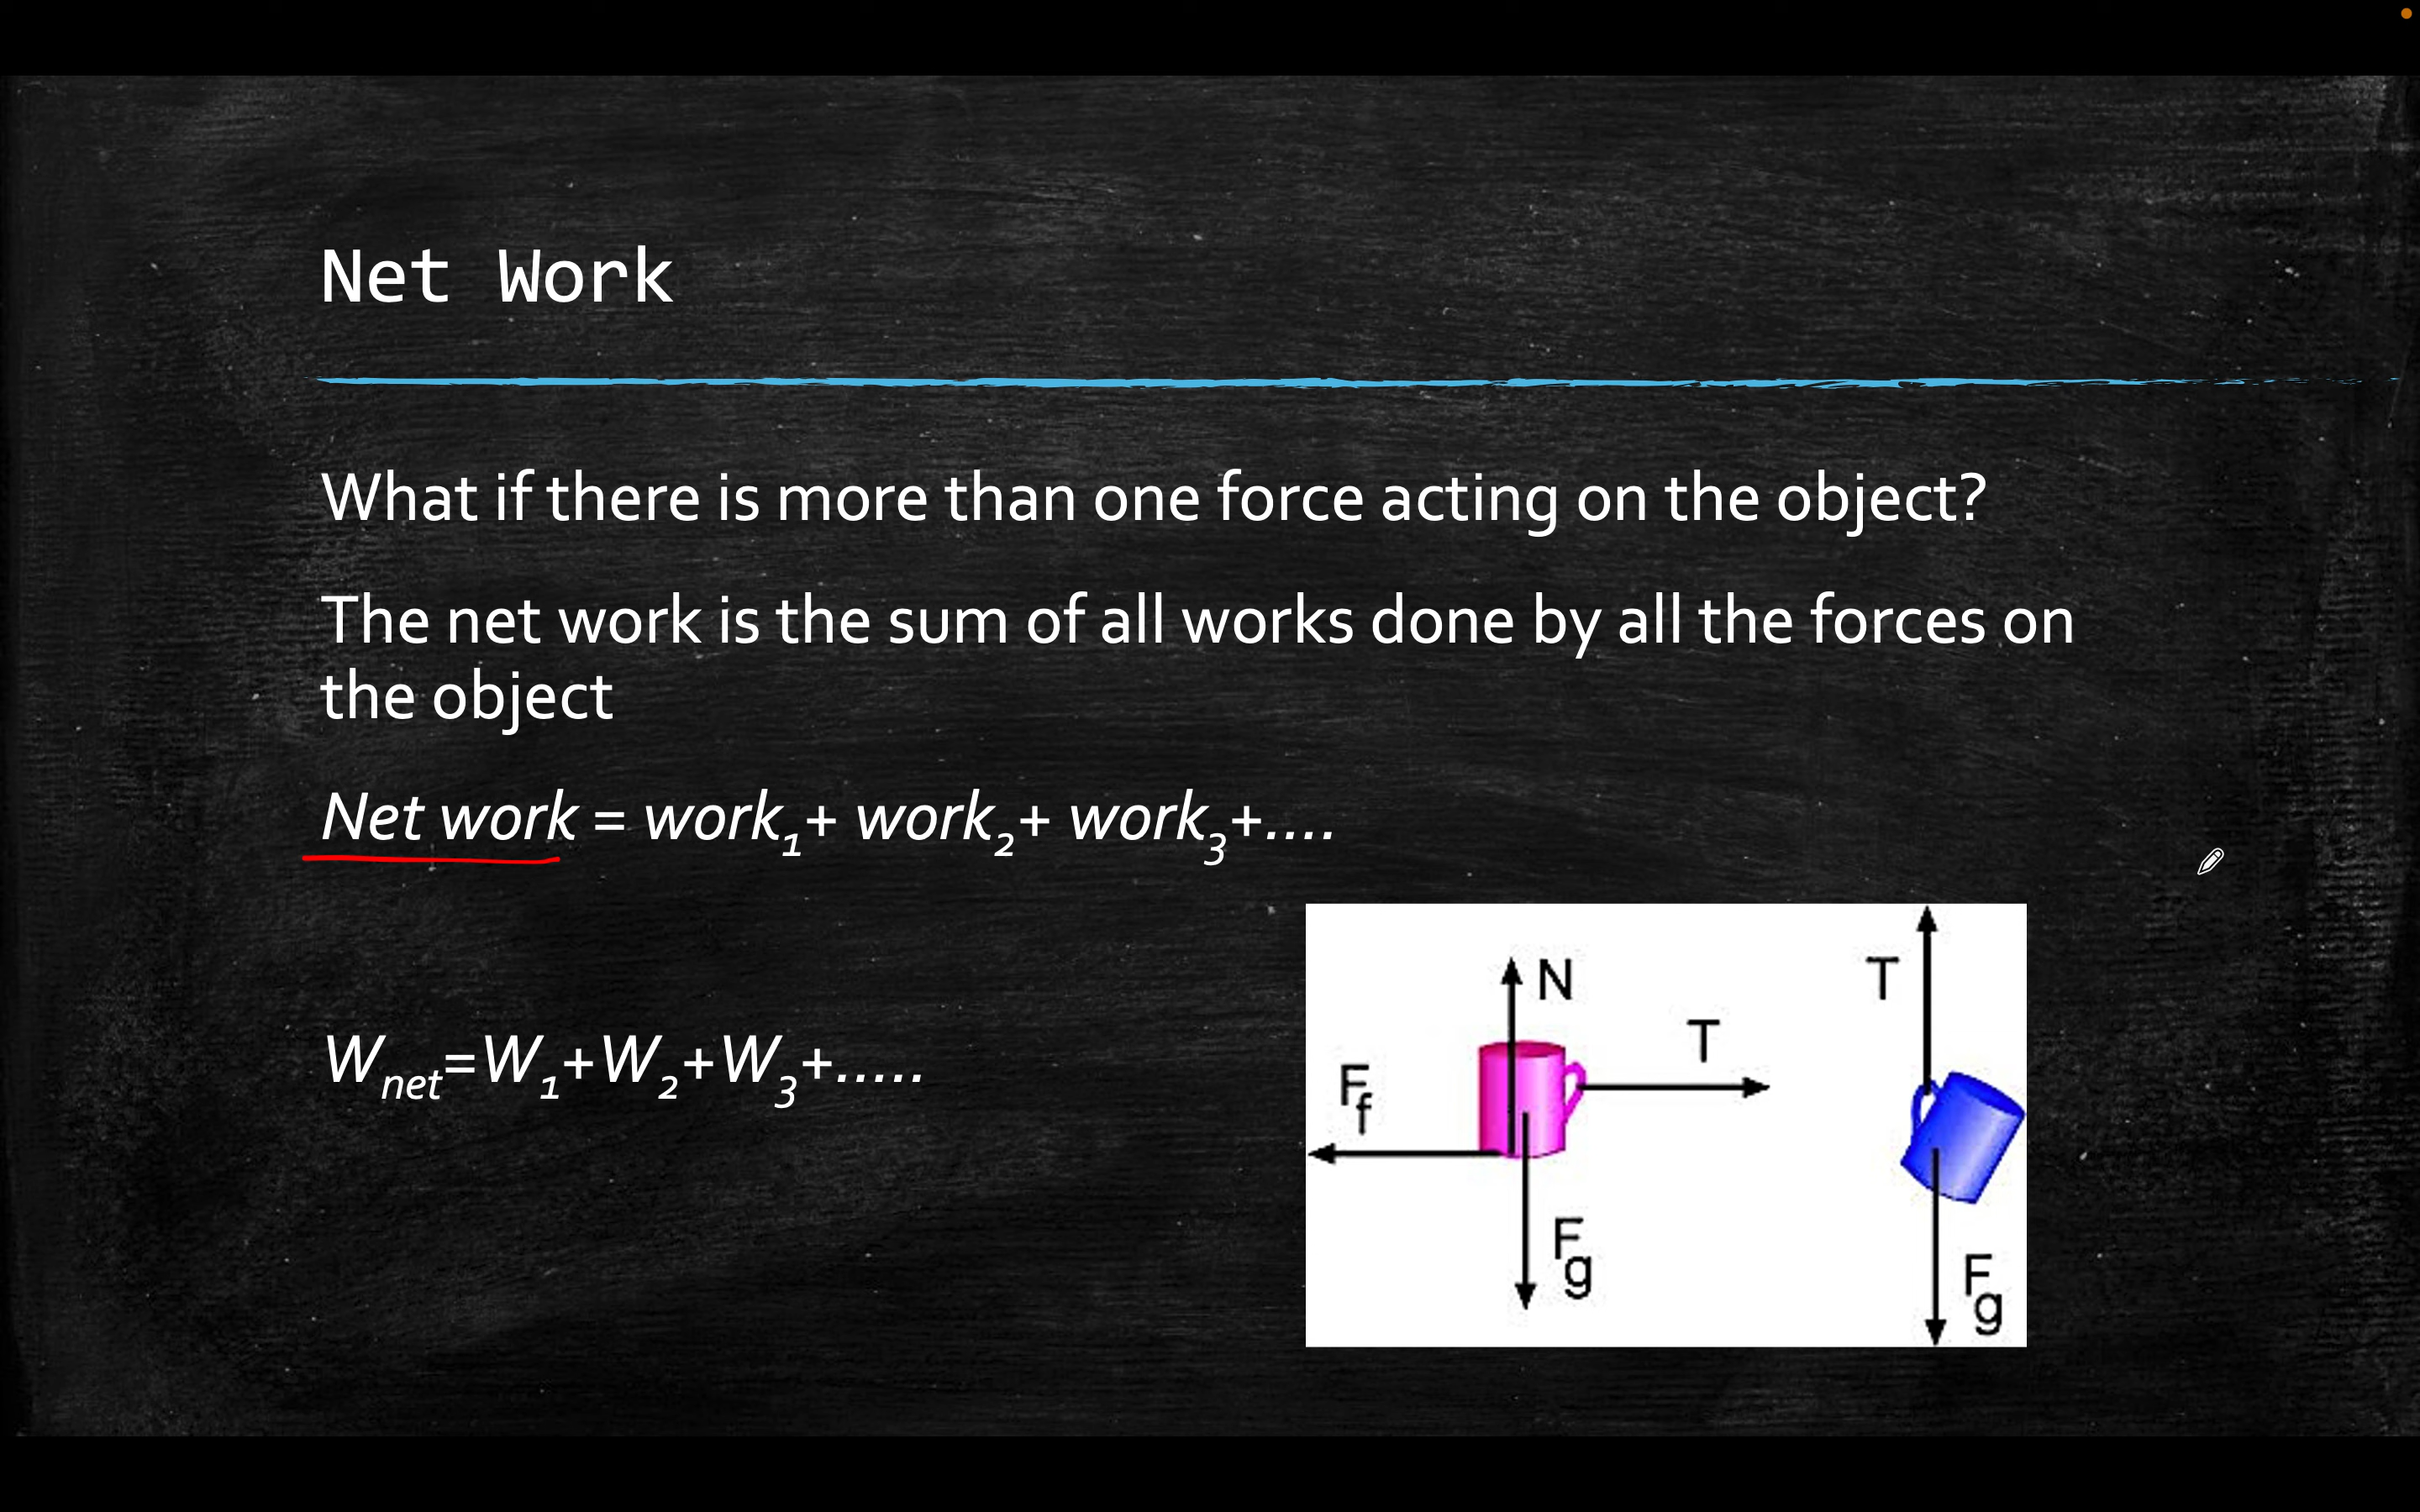 Net Work
What if there is more than one force acting on the object?
The net work is the sum of all works done by all the forces on
the object
Net work = work1+ work2+ work3+....
Wnet=W1+W2+W3+.....
N
T
Ff
Fg
T
Fg